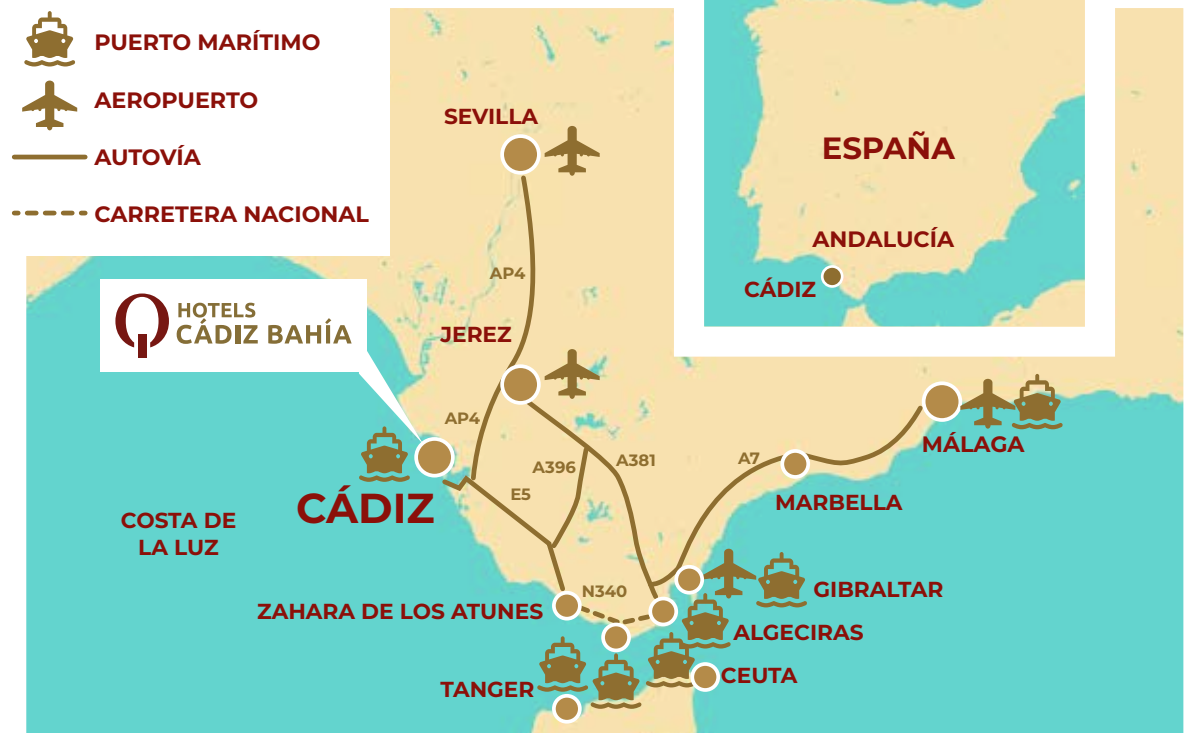 PUERTO MARÍTIMO
AEROPUERTO
AUTOVÍA
CARRETERA NACIONAL
HOTELS
CÁDIZ BAHÍA
SEVILLA
AP4
JEREZ
AP4
CÁDIZ
COSTA DE
LA LUZ
A396
A381
E5
A7
MÁLAGA
MARBELLA
N340
ZAHARA DE LOS ATUNES
GIBRALTAR
ALGECIRAS
CEUTA
TANGER
ESPAÑA
ANDALUCÍA
CÁDIZ